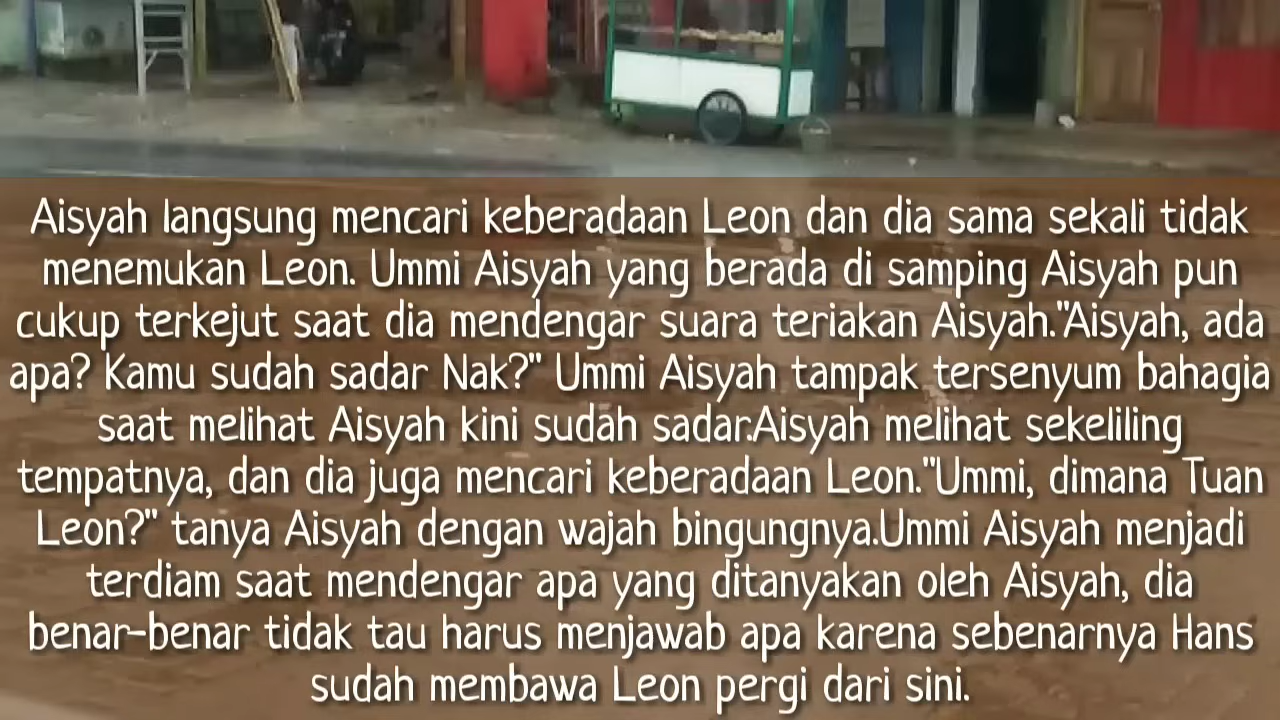 Aisyah langsung mencari keberadaan Leon dan dia sama sekali tidak
menemukan Leon. Ummi Aisyah yang berada di samping Aisyah pun
cukup terkejut saat dia mendengar suara teriakan Aisyah."Aisyah, ada
apa? Kamu sudah sadar Nak?" Ummi Aisyah tampak tersenyum bahagia
saat melihat Aisyah kini sudah sadar.Aisyah melihat sekeliling
tempatnya, dan dia juga mencari keberadaan Leon."Ummi, dimana Tuan
Leon?" tanya Aisyah dengan wajah bingungnya.Ummi Aisyah menjadi
terdiam saat mendengar apa yang ditanyakan oleh Aisyah, dia
benar-benar tidak tau harus menjawab apa karena sebenarnya Hans
sudah membawa Leon pergi dari sini.